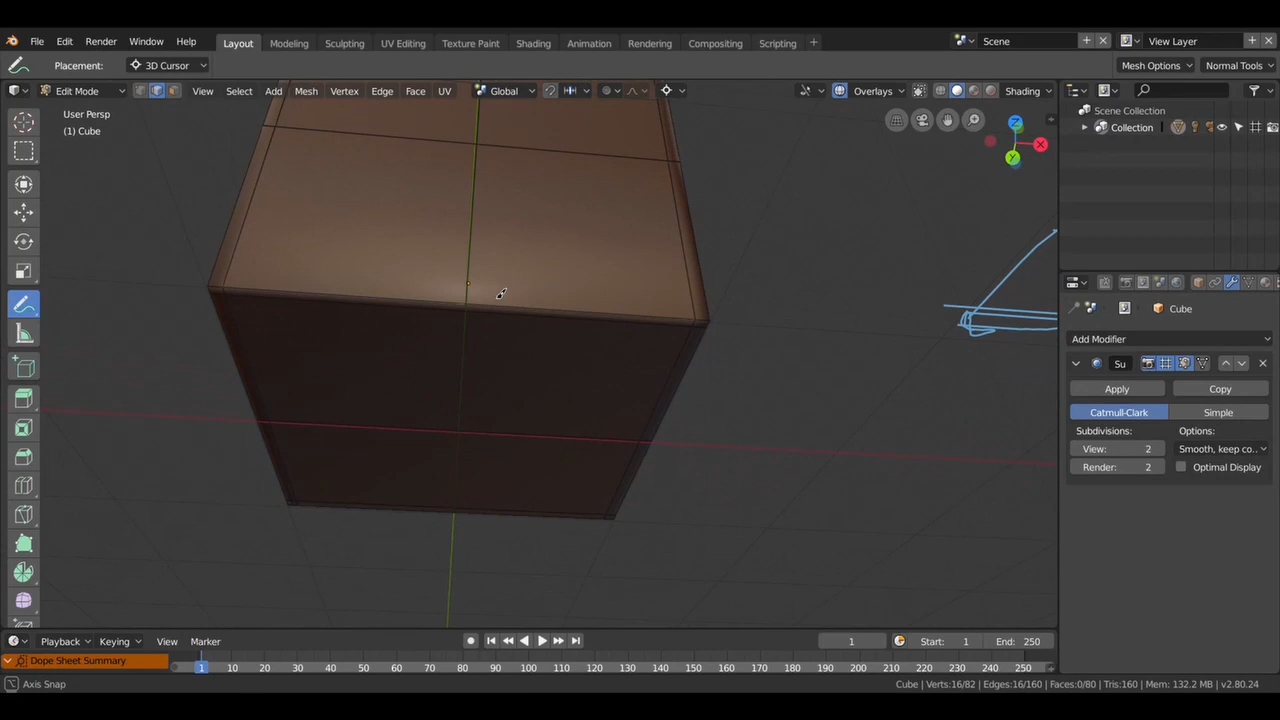 File Edit Render Window Help Layout Modeling Sculpting UV Editing Texture Paint Shading Animation Rendering Compositing Scripting + Scene View Layer
Placement: 3D Cursor Mesh Options Normal Tools
Edit Mode View Select Add Mesh Vertex Edge Face UV Global Overlays Shading
User Persp
(1) Cube
Z
X
Y
Scene Collection
Collection
Cube
Add Modifier
Su
Apply Copy
Catmull-Clark Simple
Subdivisions: Options:
View: 2 Smooth, keep co..
Render: 2 Optimal Display
Playback Keying View Marker 1 Start: 1 End: 250
Dope Sheet Summary 1 10 20 30 40 50 60 70 80 90 100 110 120 130 140 150 160 170 180 190 200 210 220 230 240 250
Axis Snap Cube | Verts:16/82 | Edges:16/160 | Faces:0/80 | Tris:160 | Mem: 132.2 MB | v2.80.24